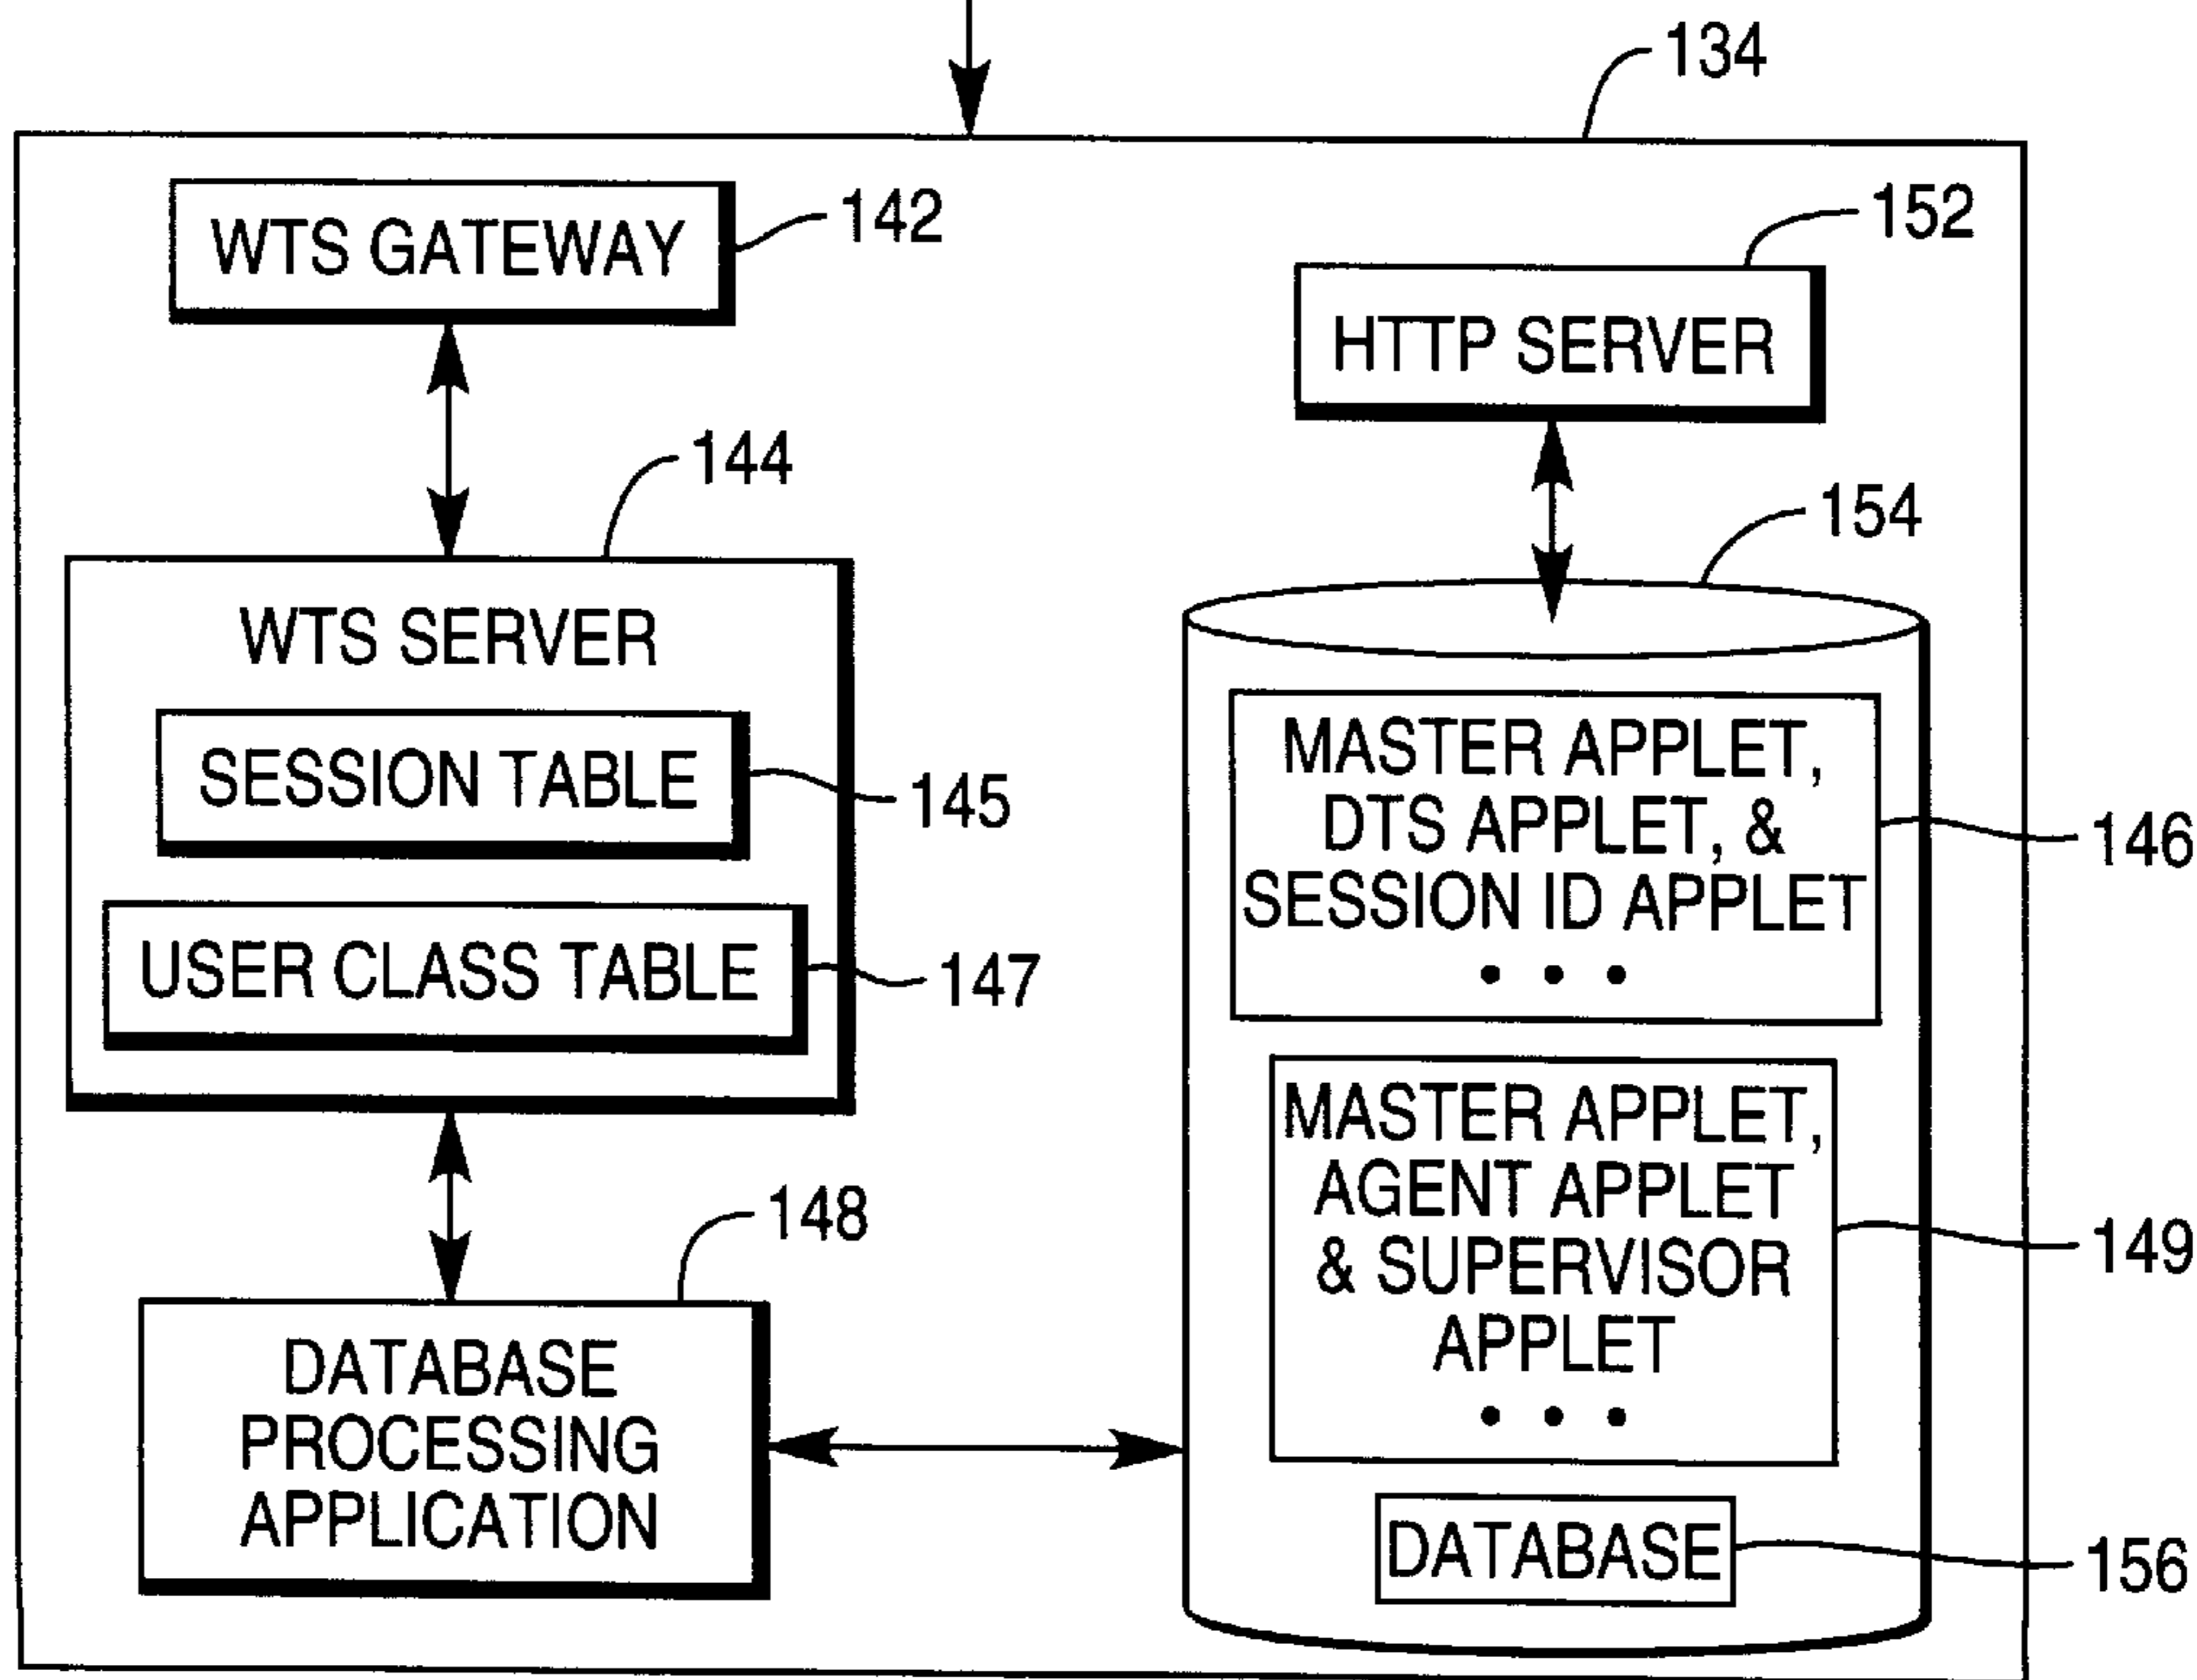 134
WTS GATEWAY
142
152
HTTP SERVER
144
154
WTS SERVER
SESSION TABLE
145
USER CLASS TABLE
147
MASTER APPLET,
DTS APPLET, &
SESSION ID APPLET
• • •
146
MASTER APPLET,
AGENT APPLET
& SUPERVISOR
APPLET
• • •
149
148
DATABASE
PROCESSING
APPLICATION
DATABASE
156